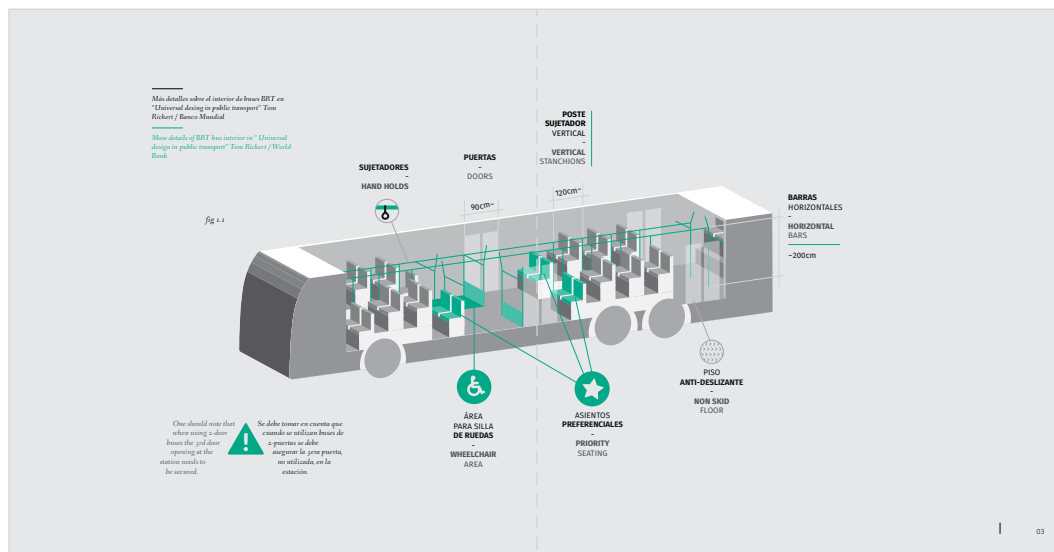 Más detalles sobre el interior de buses BRT en
"Universal desing in public transport" Tom
Rickert / Banco Mundial
More details of BRT bus interior in " Universal
design in public transport" Tom Rickert / World
Bank
fig 1.1
SUJETADORES
–
HAND HOLDS
PUERTAS
–
DOORS
POSTE
SUJETADOR
VERTICAL
–
VERTICAL
STANCHIONS
90cm~
120cm~
BARRAS
HORIZONTALES
–
HORIZONTAL
BARS
~200cm
PISO
ANTI-DESLIZANTE
–
NON SKID
FLOOR
ÁREA
PARA SILLA
DE RUEDAS
–
WHEELCHAIR
AREA
ASIENTOS
PREFERENCIALES
–
PRIORITY
SEATING
One should note that
when using 2-door
buses the 3rd door
opening at the
station needs to
be secured.
Se debe tomar en cuenta que
cuando se utilizan buses de
2-puertas se debe
asegurar la 3era puerta,
no utilizada, en la
estación.
03